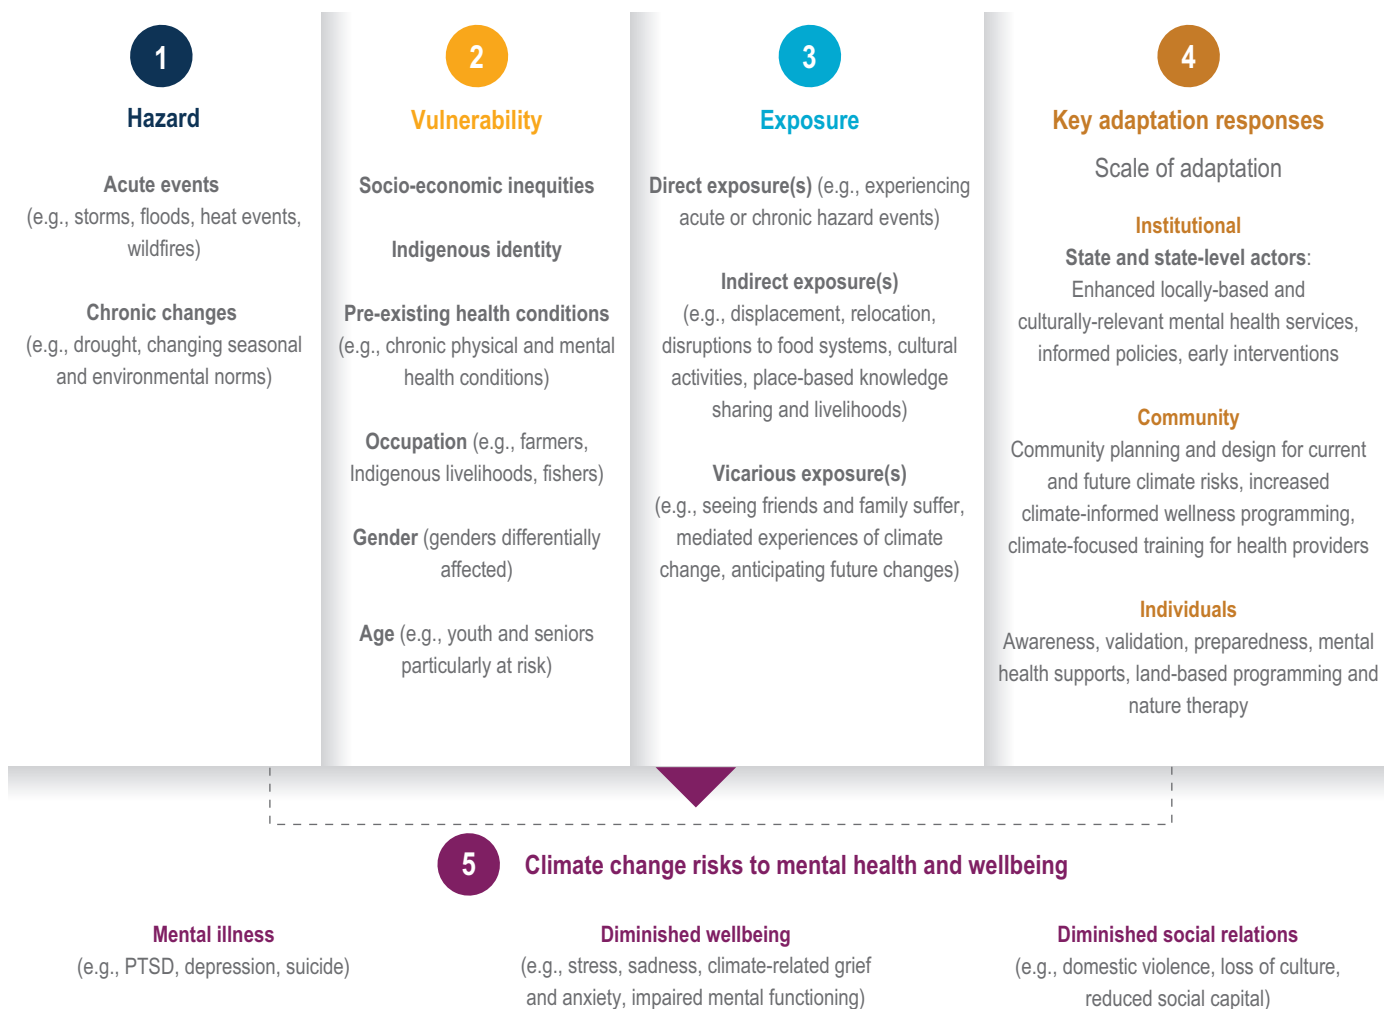 1
Hazard
Acute events
(e.g., storms, floods, heat events,
wildfires)
Chronic changes
(e.g., drought, changing seasonal
and environmental norms)
2
Vulnerability
Socio-economic inequities
Indigenous identity
Pre-existing health conditions
(e.g., chronic physical and mental
health conditions)
Occupation (e.g., farmers,
Indigenous livelihoods, fishers)
Gender (genders differentially
affected)
Age (e.g., youth and seniors
particularly at risk)
3
Exposure
Direct exposure(s) (e.g., experiencing
acute or chronic hazard events)
Indirect exposure(s)
(e.g., displacement, relocation,
disruptions to food systems, cultural
activities, place-based knowledge
sharing and livelihoods)
Vicarious exposure(s)
(e.g., seeing friends and family suffer,
mediated experiences of climate
change, anticipating future changes)
4
Key adaptation responses
Scale of adaptation
Institutional
State and state-level actors:
Enhanced locally-based and
culturally-relevant mental health services,
informed policies, early interventions
Community
Community planning and design for current
and future climate risks, increased
climate-informed wellness programming,
climate-focused training for health providers
Individuals
Awareness, validation, preparedness, mental
health supports, land-based programming and
nature therapy
5
Climate change risks to mental health and wellbeing
Mental illness
(e.g., PTSD, depression, suicide)
Diminished wellbeing
(e.g., stress, sadness, climate-related grief
and anxiety, impaired mental functioning)
Diminished social relations
(e.g., domestic violence, loss of culture,
reduced social capital)